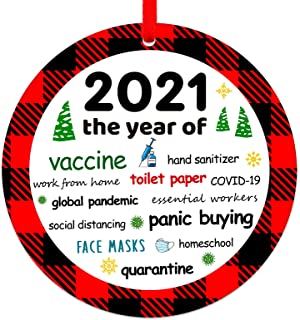 2021
the year of
vaccine hand sanitizer
work from home toilet paper COVID-19
global pandemic essential workers
social distancing panic buying
FACE MASKS homeschool
quarantine